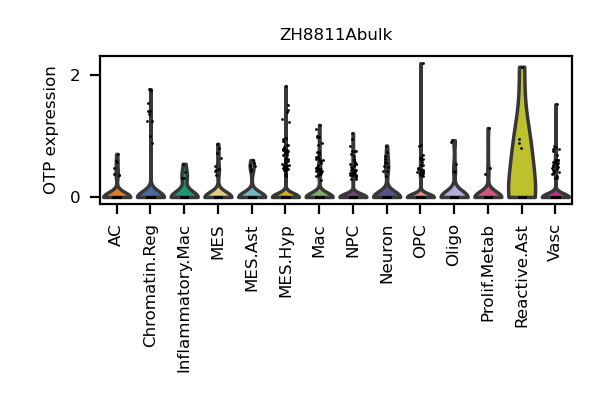 ZH8811Abulk
OTP expression
2
0
AC
Chromatin.Reg
Inflammatory.Mac
MES
MES.Ast
MES.Hyp
Mac
NPC
Neuron
OPC
Oligo
Prolif.Metab
Reactive.Ast
Vasc